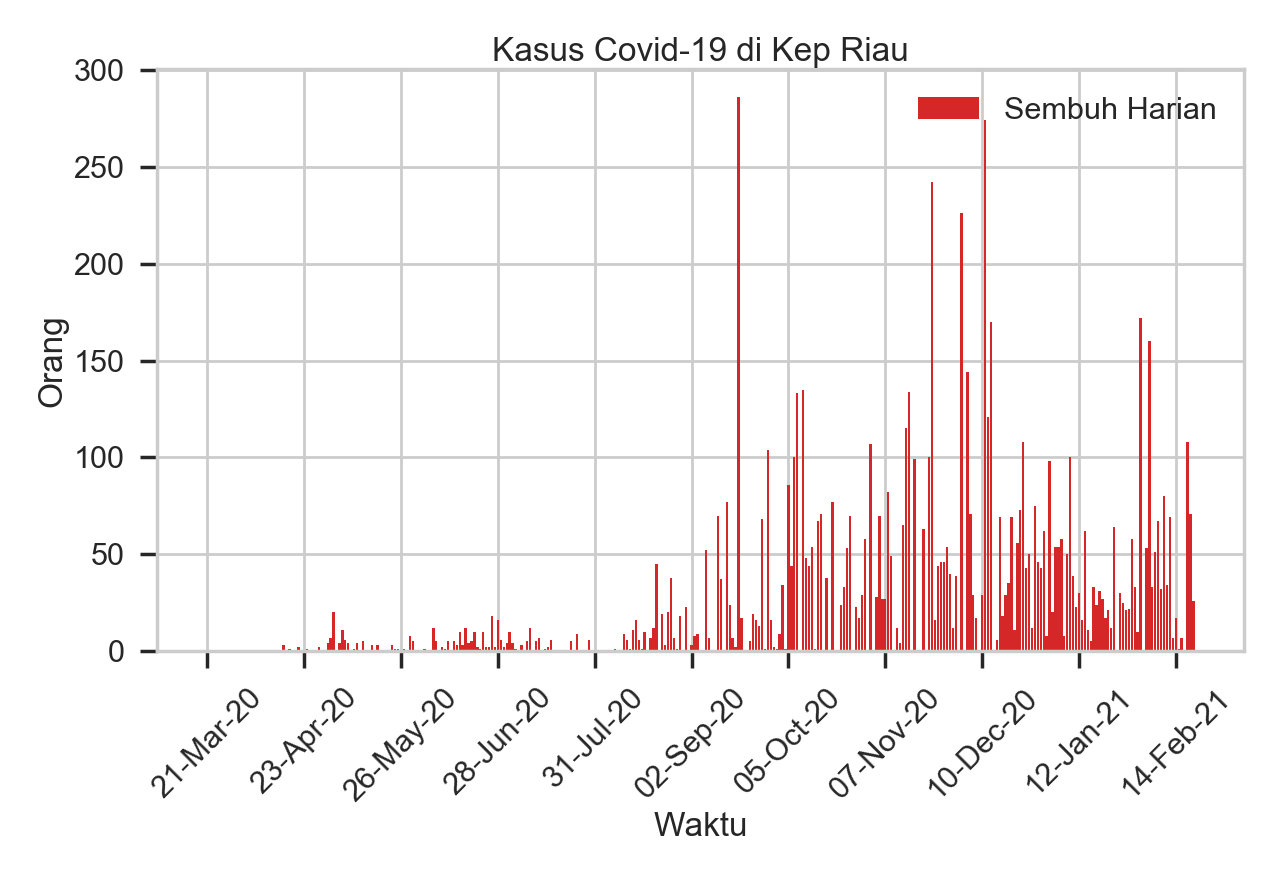 Kasus Covid-19 di Kep Riau
Sembuh Harian
Orang
300
250
200
150
100
50
0
21-Mar-20
23-Apr-20
26-May-20
28-Jun-20
31-Jul-20
02-Sep-20
05-Oct-20
07-Nov-20
10-Dec-20
12-Jan-21
14-Feb-21
Waktu